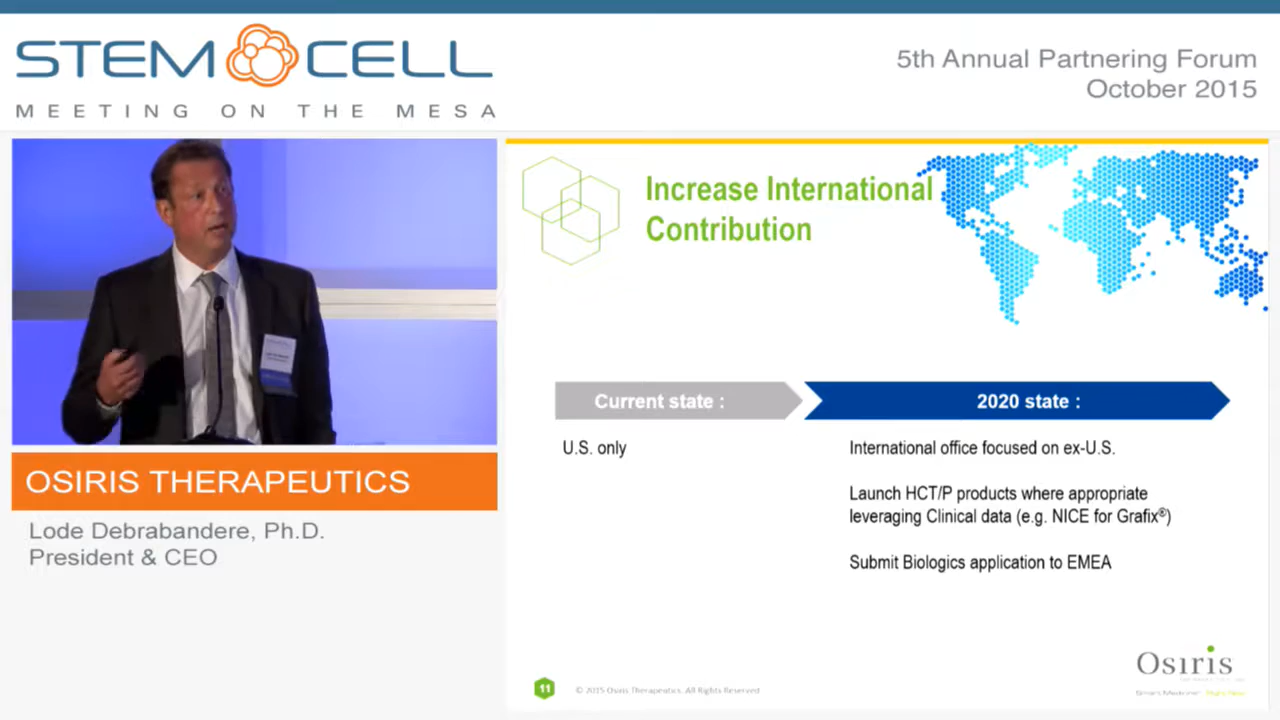 STEM CELL
MEETING ON THE MESA
5th Annual Partnering Forum
October 2015
Increase International
Contribution
Current state :
2020 state :
U.S. only
International office focused on ex-U.S.
Launch HCT/P products where appropriate
leveraging Clinical data (e.g. NICE for Grafix®)
Submit Biologics application to EMEA
OSIRIS THERAPEUTICS
Lode Debrabandere, Ph.D.
President & CEO
11
© 2015 Osiris Therapeutics. All Rights Reserved
Osiris